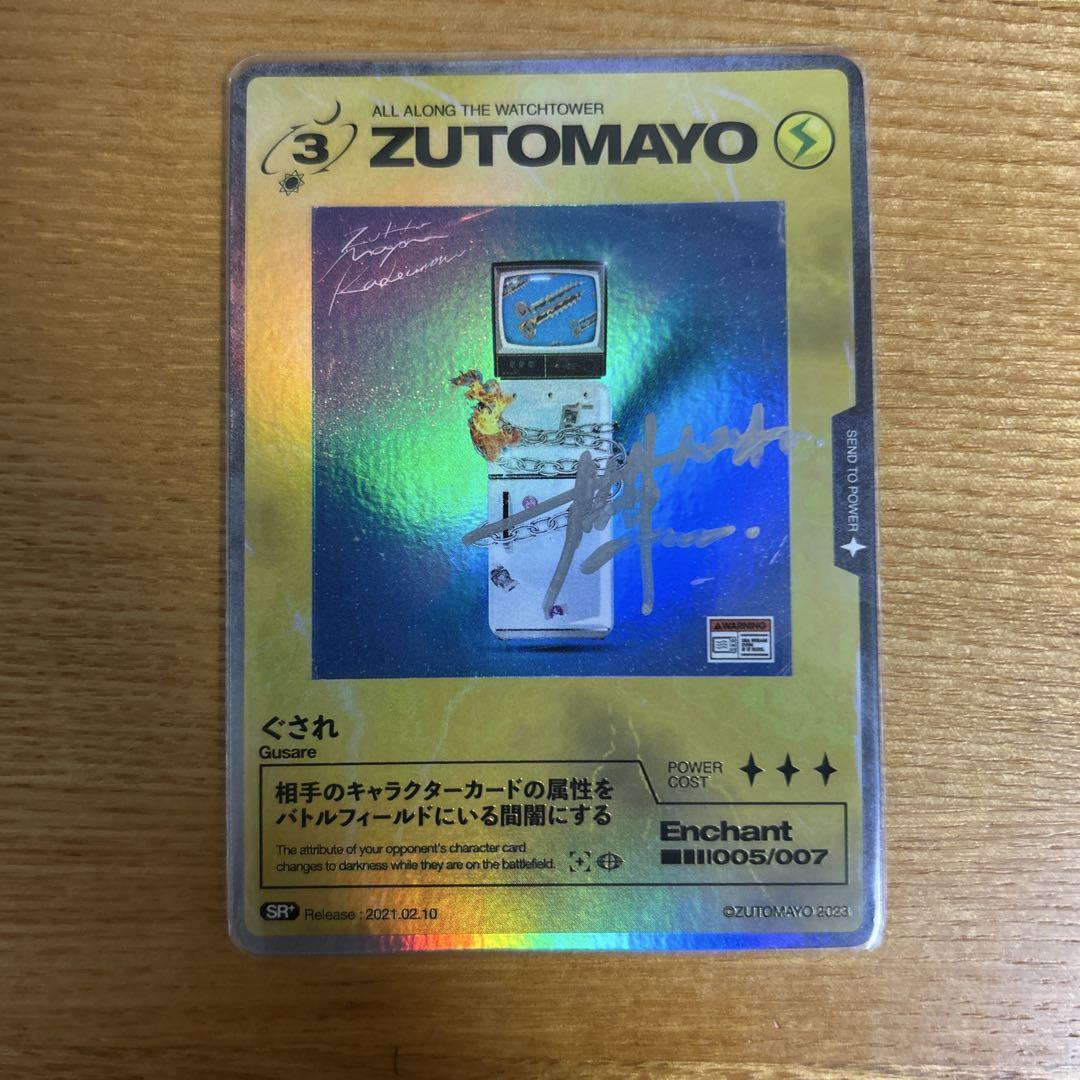 ALL ALONG THE WATCHTOWER
3 ZUTOMAYO
SEND TO POWER
WARNING
ぐされ
Gusare
POWER
COST
相手のキャラクターカードの属性を
バトルフィールドにいる間闇にする
The attribute of your opponent's character card
changes to darkness while they are on the battlefield.
Enchant
005/007
SR+ Release : 2021.02.10
©ZUTOMAYO 2023